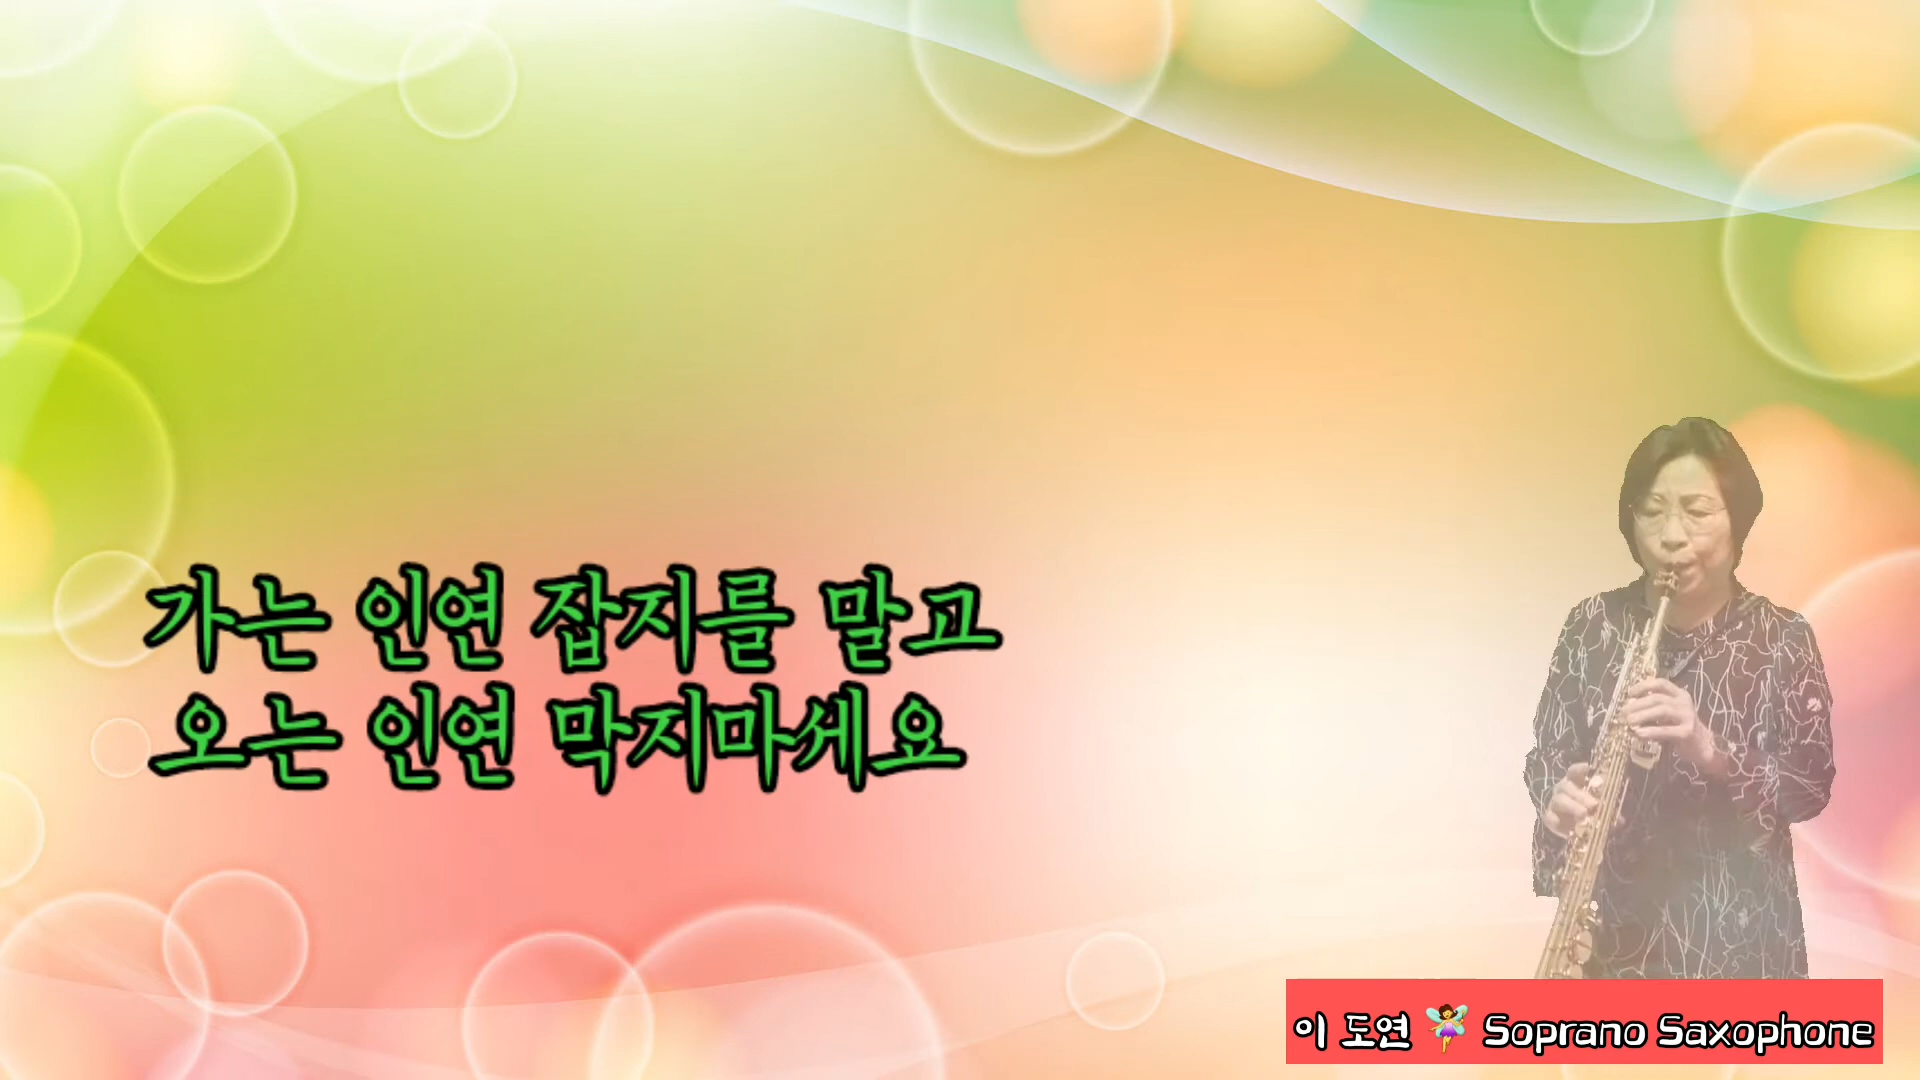 가는 인연 잡지를 말고
오는 인연 막지마세요
이 도연 🧚‍♀️ Soprano Saxophone